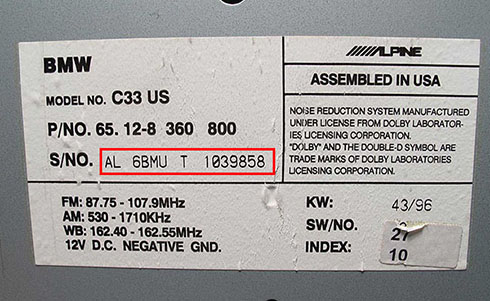 BMW
MODEL NO. C33 US
P/NO. 65. 12-8 360 800
S/NO. AL 6BMU T 1039858
FM: 87.75 - 107.9MHz
AM: 530 - 1710KHz
WB: 162.40 - 162.55MHz
12V D.C. NEGATIVE GND.
ALPINE
ASSEMBLED IN USA
NOISE REDUCTION SYSTEM MANUFACTURED
UNDER LICENSE FROM DOLBY LABORATOR-
IES LICENSING CORPORATION.
"DOLBY" AND THE DOUBLE-D SYMBOL ARE
TRADE MARKS OF DOLBY LABORATORIES
LICENSING CORPORATION.
KW: 43/96
SW/NO.
INDEX:
27
10